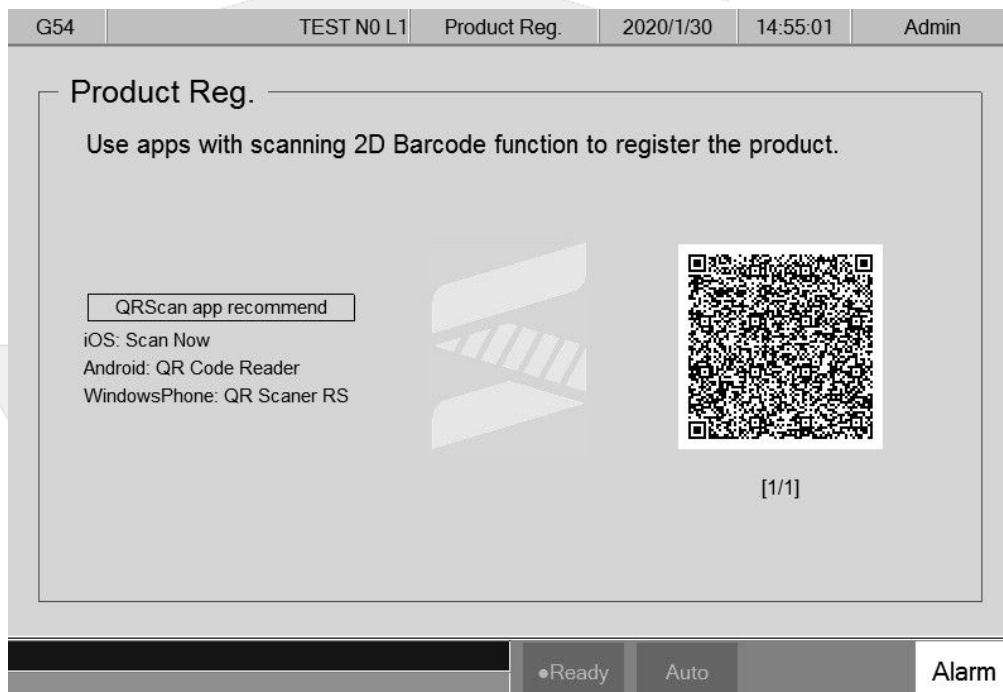 G54 TEST N0 L1 Product Reg. 2020/1/30 14:55:01 Admin
Product Reg.
Use apps with scanning 2D Barcode function to register the product.
QRScan app recommend
iOS: Scan Now
Android: QR Code Reader
WindowsPhone: QR Scaner RS
[1/1]
●Ready Auto Alarm